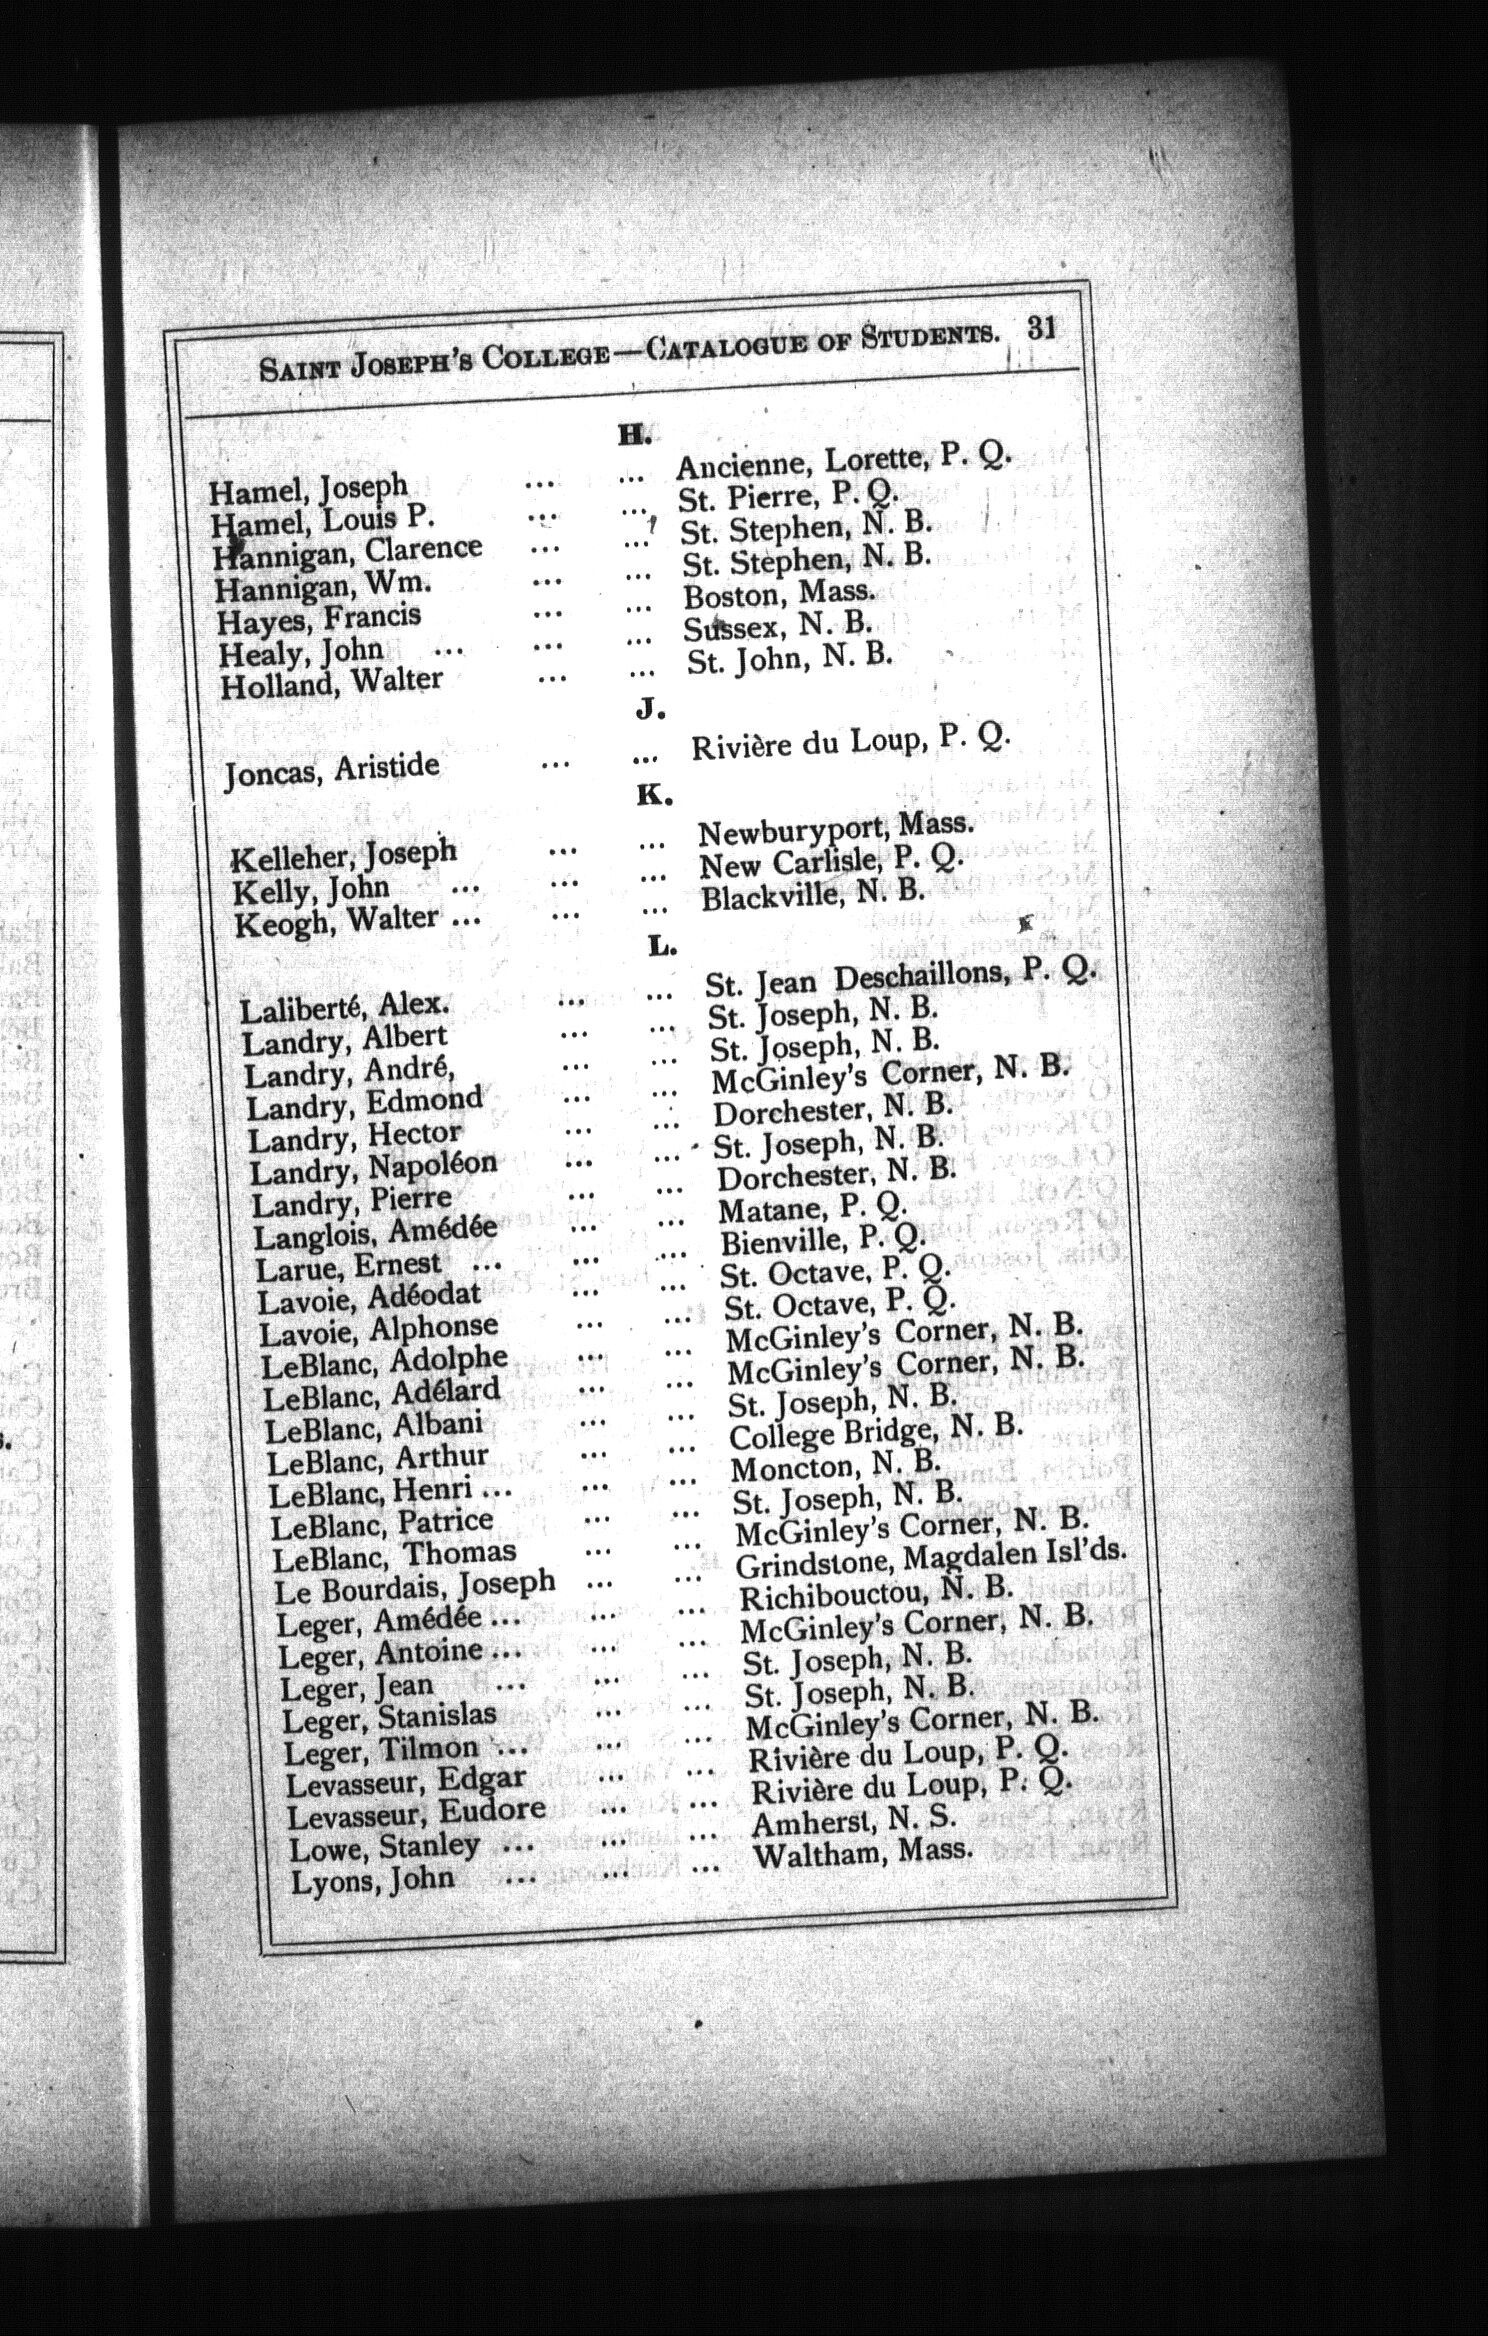 SAINT JOSEPH'S COLLEGE—CATALOGUE OF STUDENTS. 31
H.
Hamel, Joseph ... ... Ancienne, Lorette, P. Q.
Hamel, Louis P. ... ... St. Pierre, P. Q.
Hannigan, Clarence ... ... St. Stephen, N. B.
Hannigan, Wm. ... ... St. Stephen, N. B.
Hayes, Francis ... ... Boston, Mass.
Healy, John ... ... ... Sussex, N. B.
Holland, Walter ... ... St. John, N. B.
J.
Joncas, Aristide ... ... Rivière du Loup, P. Q.
K.
Kelleher, Joseph ... ... Newburyport, Mass.
Kelly, John ... ... ... New Carlisle, P. Q.
Keogh, Walter ... ... ... Blackville, N. B.
L.
Laliberté, Alex. ... ... St. Jean Deschaillons, P. Q.
Landry, Albert ... ... St. Joseph, N. B.
Landry, André, ... ... St. Joseph, N. B.
Landry, Edmond ... ... McGinley's Corner, N. B.
Landry, Hector ... ... Dorchester, N. B.
Landry, Napoléon ... ... St. Joseph, N. B.
Landry, Pierre ... ... Dorchester, N. B.
Langlois, Amédée ... ... Matane, P. Q.
Larue, Ernest ... ... ... Bienville, P. Q.
Lavoie, Adéodat ... ... St. Octave, P. Q.
Lavoie, Alphonse ... ... St. Octave, P. Q.
LeBlanc, Adolphe ... ... McGinley's Corner, N. B.
LeBlanc, Adélard ... ... McGinley's Corner, N. B.
LeBlanc, Albani ... ... St. Joseph, N. B.
LeBlanc, Arthur ... ... College Bridge, N. B.
LeBlanc, Henri ... ... ... Moncton, N. B.
LeBlanc, Patrice ... ... St. Joseph, N. B.
LeBlanc, Thomas ... ... McGinley's Corner, N. B.
Le Bourdais, Joseph ... ... Grindstone, Magdalen Isl'ds.
Leger, Amédée ... ... ... Richibouctou, N. B.
Leger, Antoine ... ... ... McGinley's Corner, N. B.
Leger, Jean ... ... ... St. Joseph, N. B.
Leger, Stanislas ... ... St. Joseph, N. B.
Leger, Tilmon ... ... ... McGinley's Corner, N. B.
Levasseur, Edgar ... ... Rivière du Loup, P. Q.
Levasseur, Eudore ... ... Rivière du Loup, P. Q.
Lowe, Stanley ... ... ... Amherst, N. S.
Lyons, John ... ... ... Waltham, Mass.